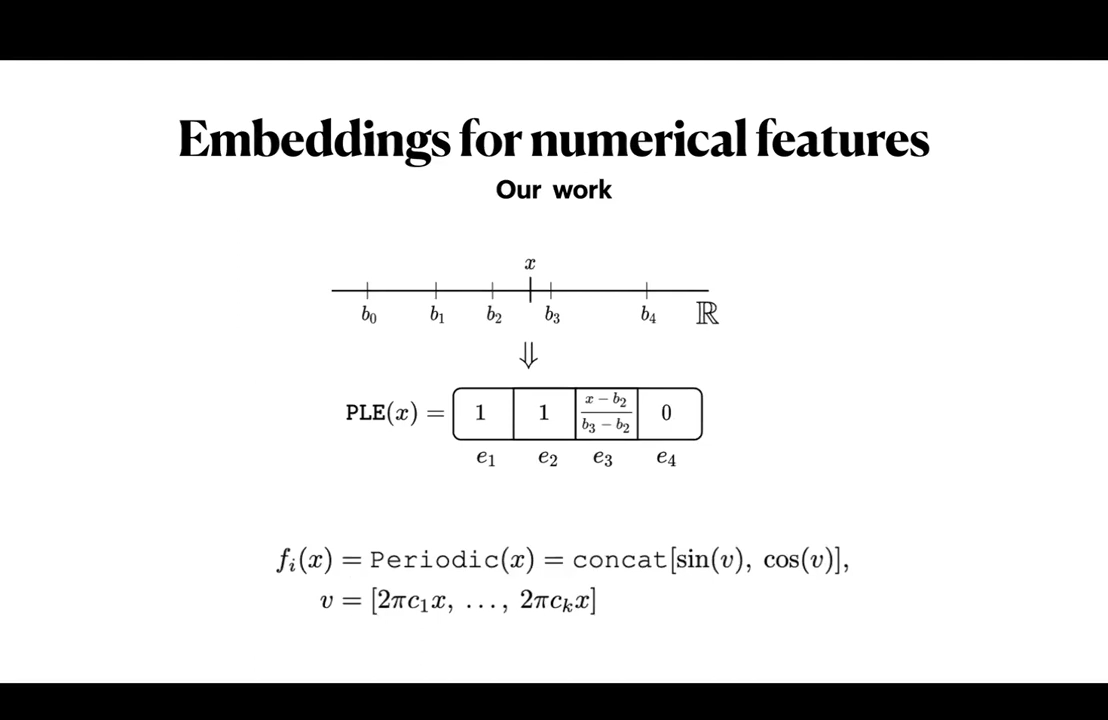 Embeddings for numerical features
Our work
x
b₀ b₁ b₂ b₃ b₄ ℝ
⇓
PLE(x) = 1 1 (x − b₂)/(b₃ − b₂) 0
e₁ e₂ e₃ e₄
fᵢ(x) = Periodic(x) = concat[sin(v), cos(v)],
v = [2πc₁x, …, 2πcₖx]